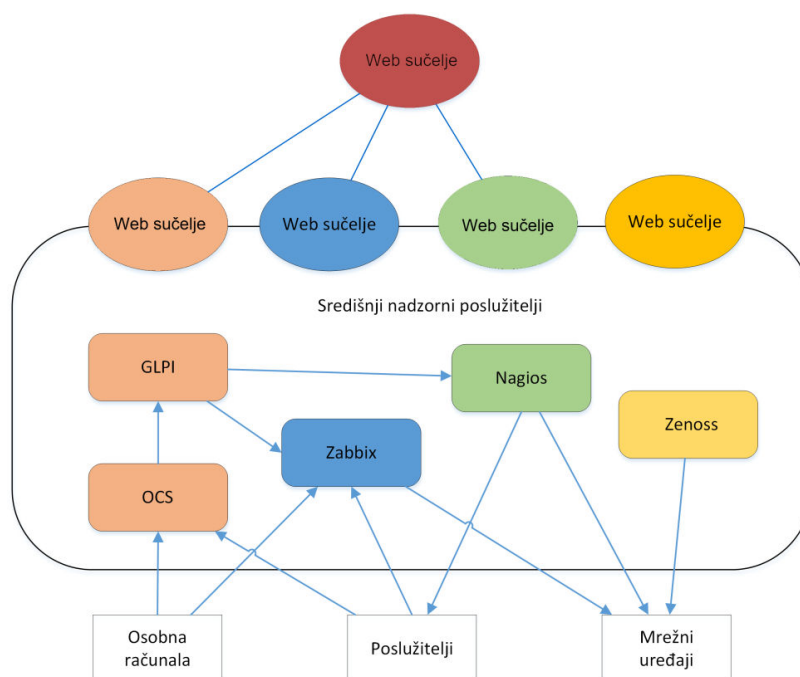 Web sučelje
Web sučelje
Web sučelje
Web sučelje
Web sučelje
Središnji nadzorni poslužitelji
GLPI
Nagios
Zenoss
Zabbix
OCS
Osobna
računala
Poslužitelji
Mrežni
uređaji